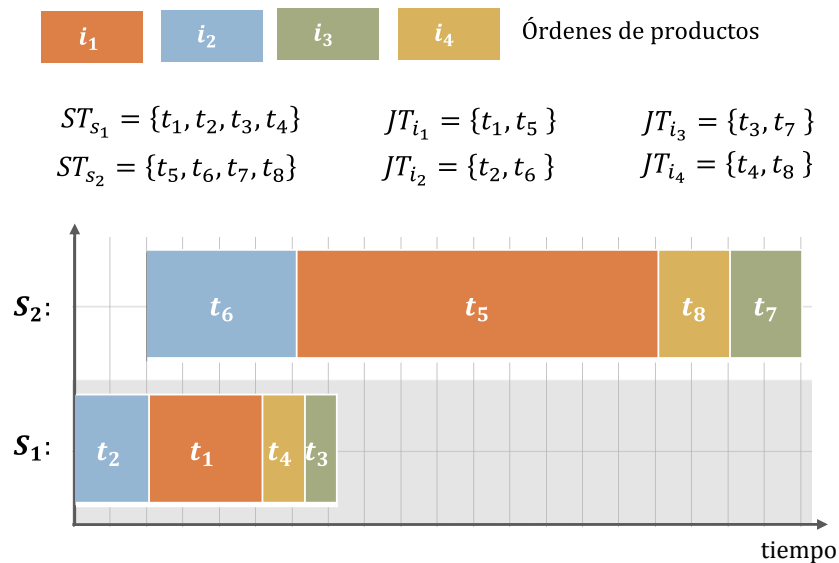 i₁ i₂ i₃ i₄ Órdenes de productos
STₛ₁ = {t₁, t₂, t₃, t₄} JTᵢ₁ = {t₁, t₅ } JTᵢ₃ = {t₃, t₇ }
STₛ₂ = {t₅, t₆, t₇, t₈} JTᵢ₂ = {t₂, t₆ } JTᵢ₄ = {t₄, t₈ }
S₂: t₆ t₅ t₈ t₇
S₁: t₂ t₁ t₄ t₃
tiempo